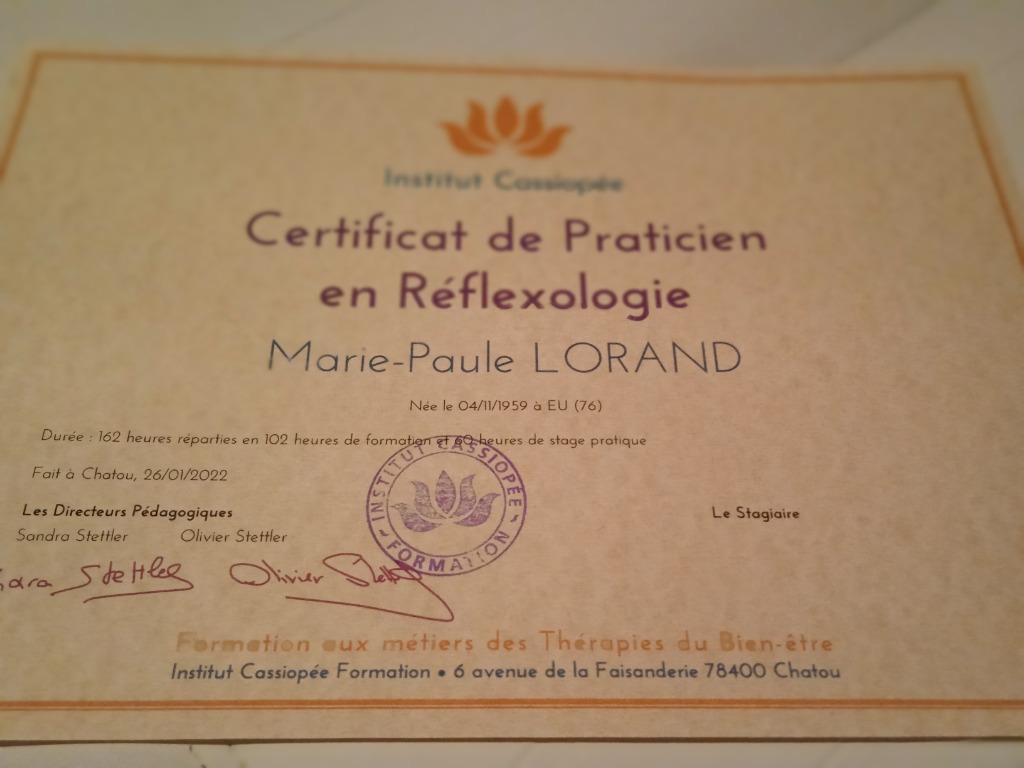 Institut Cassiopée
Certificat de Praticien
en Réflexologie
Marie-Paule LORAND
Née le 04/11/1959 à EU (76)
Durée : 162 heures réparties en 102 heures de formation et 60 heures de stage pratique
Fait à Chatou, 26/01/2022
Les Directeurs Pédagogiques
Le Stagiaire
Sandra Stettler Olivier Stettler
INSTITUT CASSIOPÉE
FORMATION
Stettler Olivier Stettler
Formation aux métiers des Thérapies du Bien-être
Institut Cassiopée Formation • 6 avenue de la Faisanderie 78400 Chatou